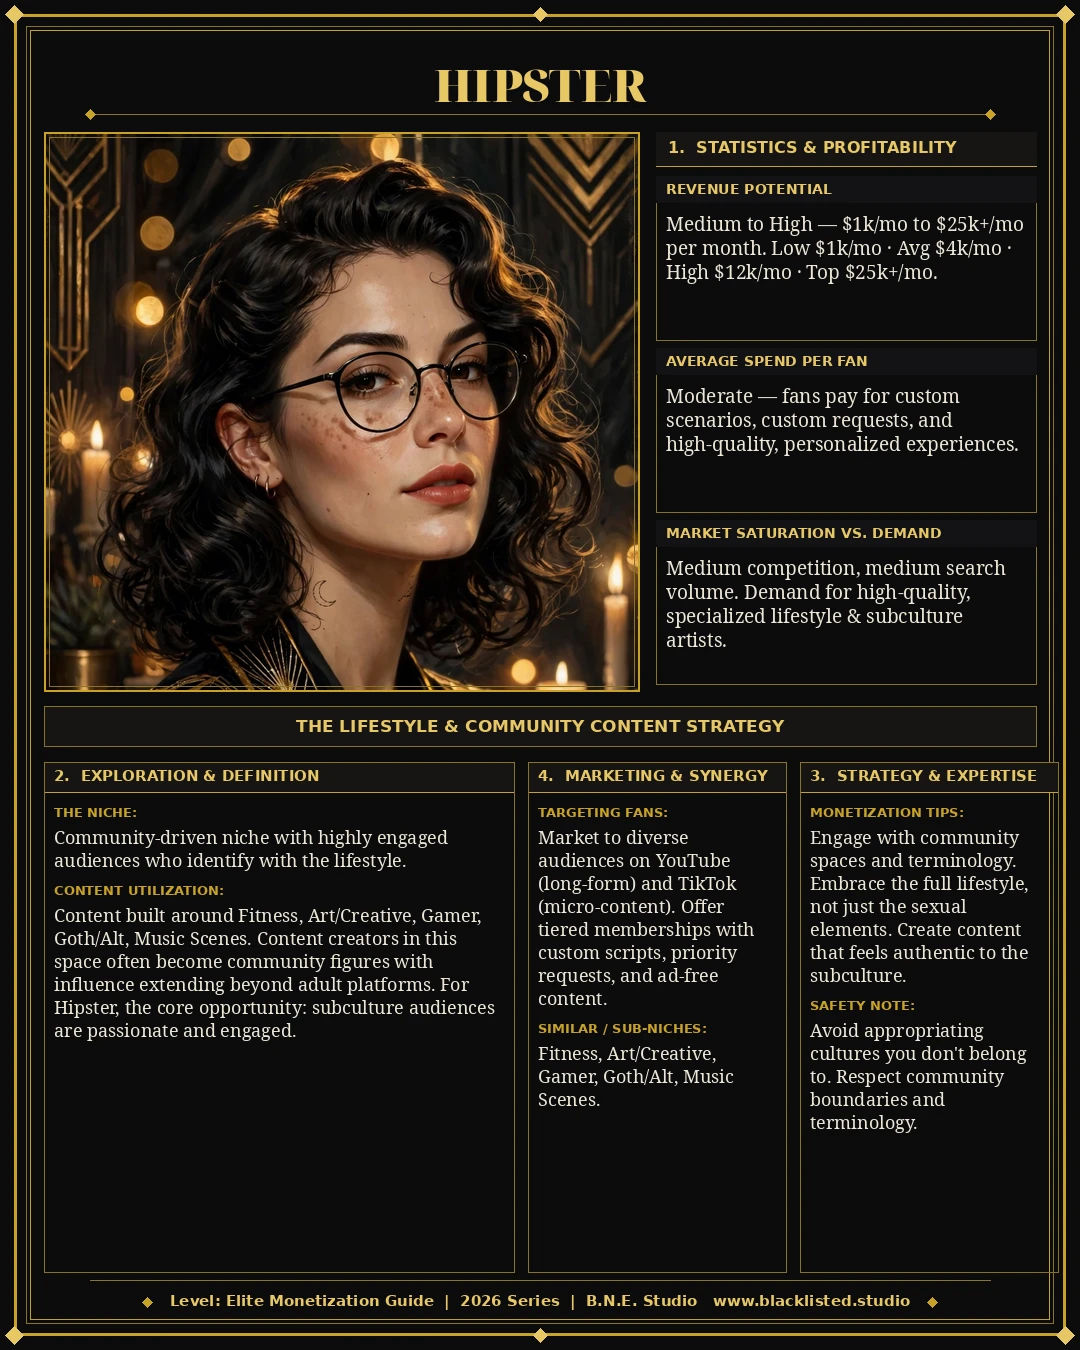 HIPSTER
1. STATISTICS & PROFITABILITY
REVENUE POTENTIAL
Medium to High — $1k/mo to $25k+/mo
per month. Low $1k/mo · Avg $4k/mo ·
High $12k/mo · Top $25k+/mo.
AVERAGE SPEND PER FAN
Moderate — fans pay for custom
scenarios, custom requests, and
high-quality, personalized experiences.
MARKET SATURATION VS. DEMAND
Medium competition, medium search
volume. Demand for high-quality,
specialized lifestyle & subculture
artists.
THE LIFESTYLE & COMMUNITY CONTENT STRATEGY
2. EXPLORATION & DEFINITION
THE NICHE:
Community-driven niche with highly engaged
audiences who identify with the lifestyle.
CONTENT UTILIZATION:
Content built around Fitness, Art/Creative, Gamer,
Goth/Alt, Music Scenes. Content creators in this
space often become community figures with
influence extending beyond adult platforms. For
Hipster, the core opportunity: subculture audiences
are passionate and engaged.
4. MARKETING & SYNERGY
TARGETING FANS:
Market to diverse
audiences on YouTube
(long-form) and TikTok
(micro-content). Offer
tiered memberships with
custom scripts, priority
requests, and ad-free
content.
SIMILAR / SUB-NICHES:
Fitness, Art/Creative,
Gamer, Goth/Alt, Music
Scenes.
3. STRATEGY & EXPERTISE
MONETIZATION TIPS:
Engage with community
spaces and terminology.
Embrace the full lifestyle,
not just the sexual
elements. Create content
that feels authentic to the
subculture.
SAFETY NOTE:
Avoid appropriating
cultures you don't belong
to. Respect community
boundaries and
terminology.
Level: Elite Monetization Guide | 2026 Series | B.N.E. Studio www.blacklisted.studio